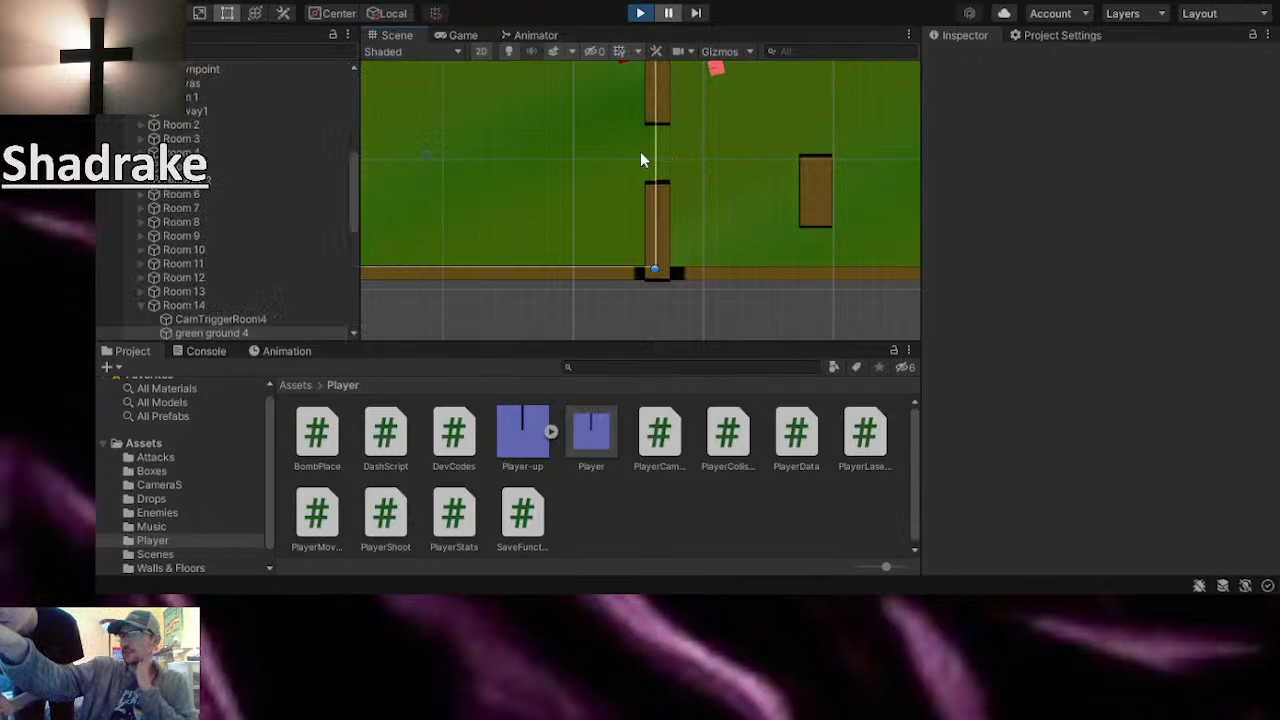 Center
Local
Account
Layers
Layout
Scene
Game
Animator
Inspector
Project Settings
Shaded
2D
0
Gizmos
All
Shadrake
Room 2
Room 3
Room 6
Room 7
Room 8
Room 9
Room 10
Room 11
Room 12
Room 13
Room 14
CamTriggerRoom4
green ground 4
Project
Console
Animation
6
All Materials
All Models
All Prefabs
Assets
Attacks
Boxes
CameraS
Drops
Enemies
Music
Player
Scenes
Walls & Floors
Assets > Player
BombPlace
DashScript
DevCodes
Player-up
Player
PlayerCam...
PlayerCollis...
PlayerData
PlayerLase...
PlayerMov...
PlayerShoot
PlayerStats
SaveFunct...